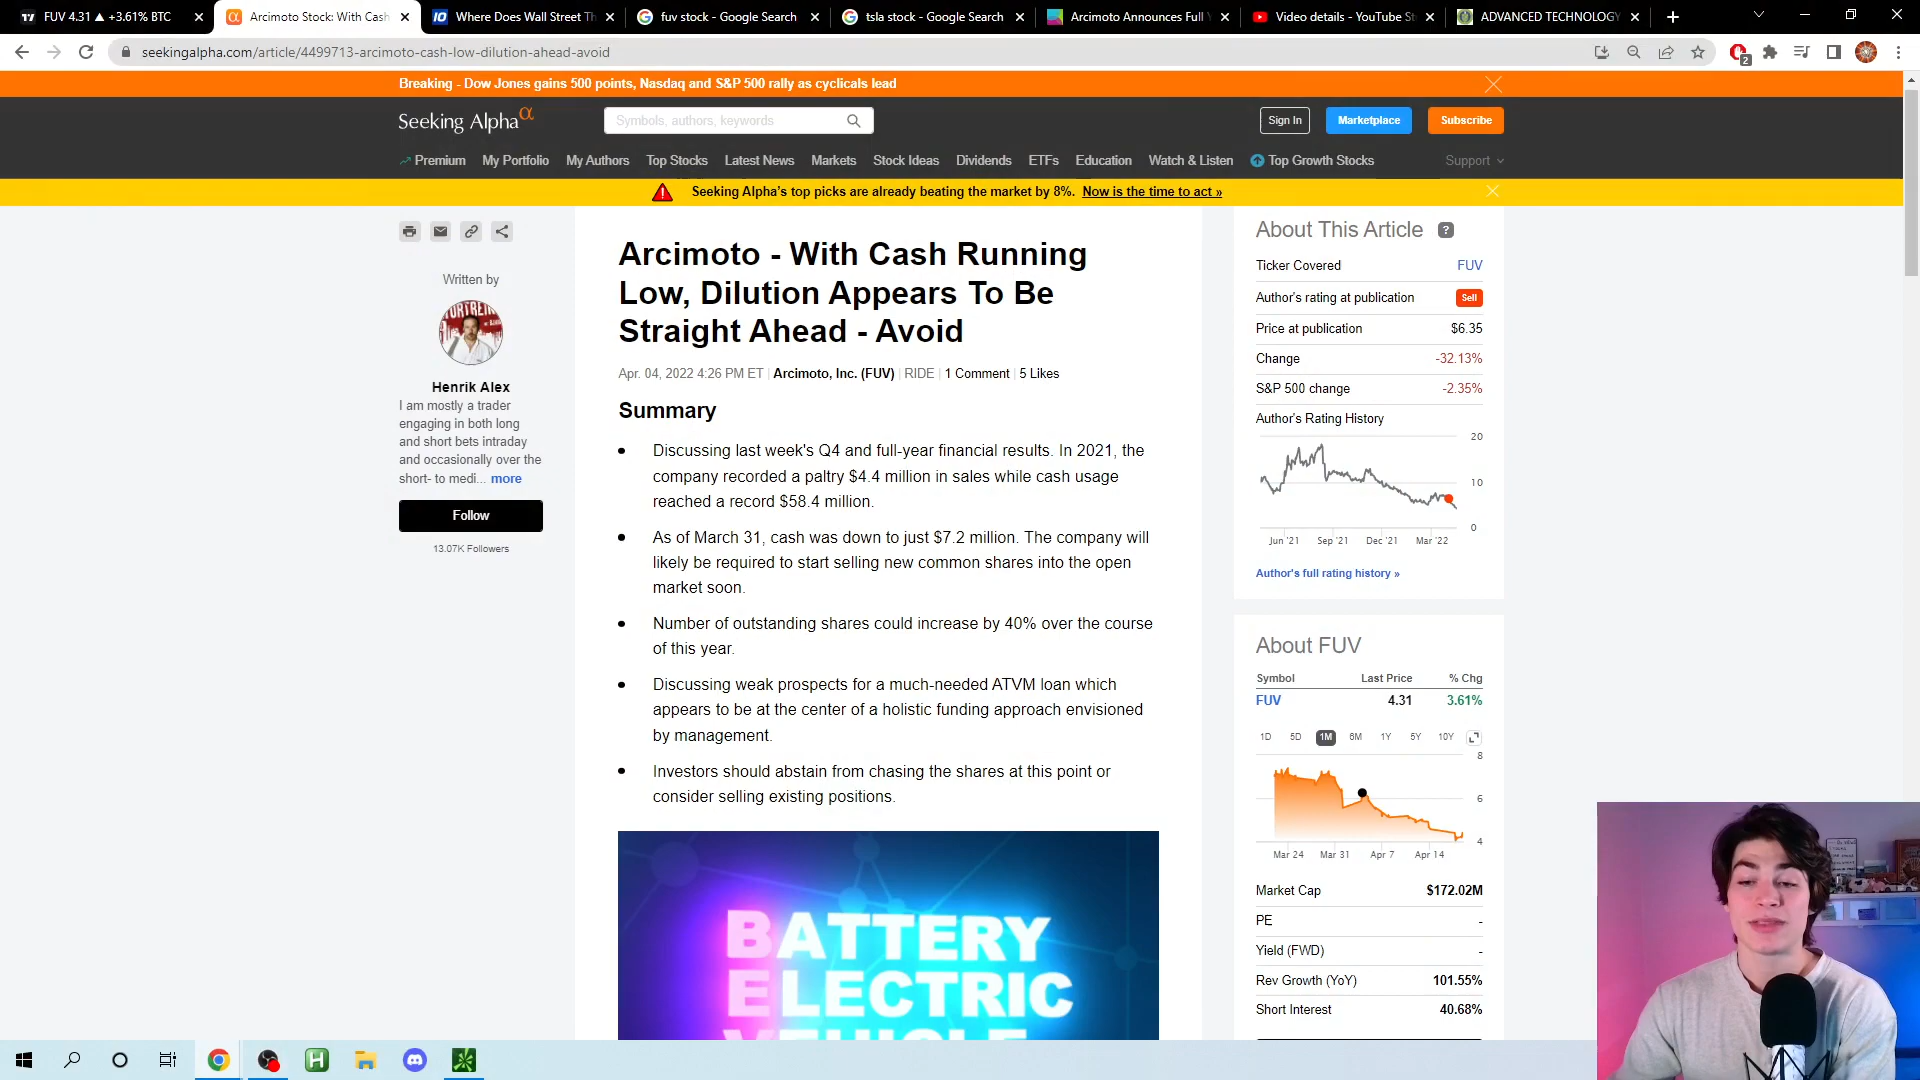 FUV 4.31 ▲ +3.61% BTC
Arcimoto Stock: With Cash
Where Does Wall Street Th
fuv stock - Google Search
tsla stock - Google Search
Arcimoto Announces Full Y
Video details - YouTube St
ADVANCED TECHNOLOGY
seekingalpha.com/article/4499713-arcimoto-cash-low-dilution-ahead-avoid
2
Breaking - Dow Jones gains 500 points, Nasdaq and S&P 500 rally as cyclicals lead
Seeking Alpha α
Symbols, authors, keywords
Sign In
Marketplace
Subscribe
Premium
My Portfolio
My Authors
Top Stocks
Latest News
Markets
Stock Ideas
Dividends
ETFs
Education
Watch & Listen
Top Growth Stocks
Support
Seeking Alpha's top picks are already beating the market by 8%. Now is the time to act »
Written by
Henrik Alex
I am mostly a trader
engaging in both long
and short bets intraday
and occasionally over the
short- to medi... more
Follow
13.07K Followers
Arcimoto - With Cash Running
Low, Dilution Appears To Be
Straight Ahead - Avoid
Apr. 04, 2022 4:26 PM ET | Arcimoto, Inc. (FUV) | RIDE | 1 Comment | 5 Likes
Summary
Discussing last week's Q4 and full-year financial results. In 2021, the
company recorded a paltry $4.4 million in sales while cash usage
reached a record $58.4 million.
As of March 31, cash was down to just $7.2 million. The company will
likely be required to start selling new common shares into the open
market soon.
Number of outstanding shares could increase by 40% over the course
of this year.
Discussing weak prospects for a much-needed ATVM loan which
appears to be at the center of a holistic funding approach envisioned
by management.
Investors should abstain from chasing the shares at this point or
consider selling existing positions.
BATTERY
ELECTRIC
VEHICLE
About This Article ?
Ticker Covered FUV
Author's rating at publication Sell
Price at publication $6.35
Change -32.13%
S&P 500 change -2.35%
Author's Rating History
20
10
0
Jun '21 Sep '21 Dec '21 Mar '22
Author's full rating history »
About FUV
Symbol Last Price % Chg
FUV 4.31 3.61%
1D 5D 1M 6M 1Y 5Y 10Y
8
6
4
Mar 24 Mar 31 Apr 7 Apr 14
Market Cap $172.02M
PE -
Yield (FWD) -
Rev Growth (YoY) 101.55%
Short Interest 40.68%